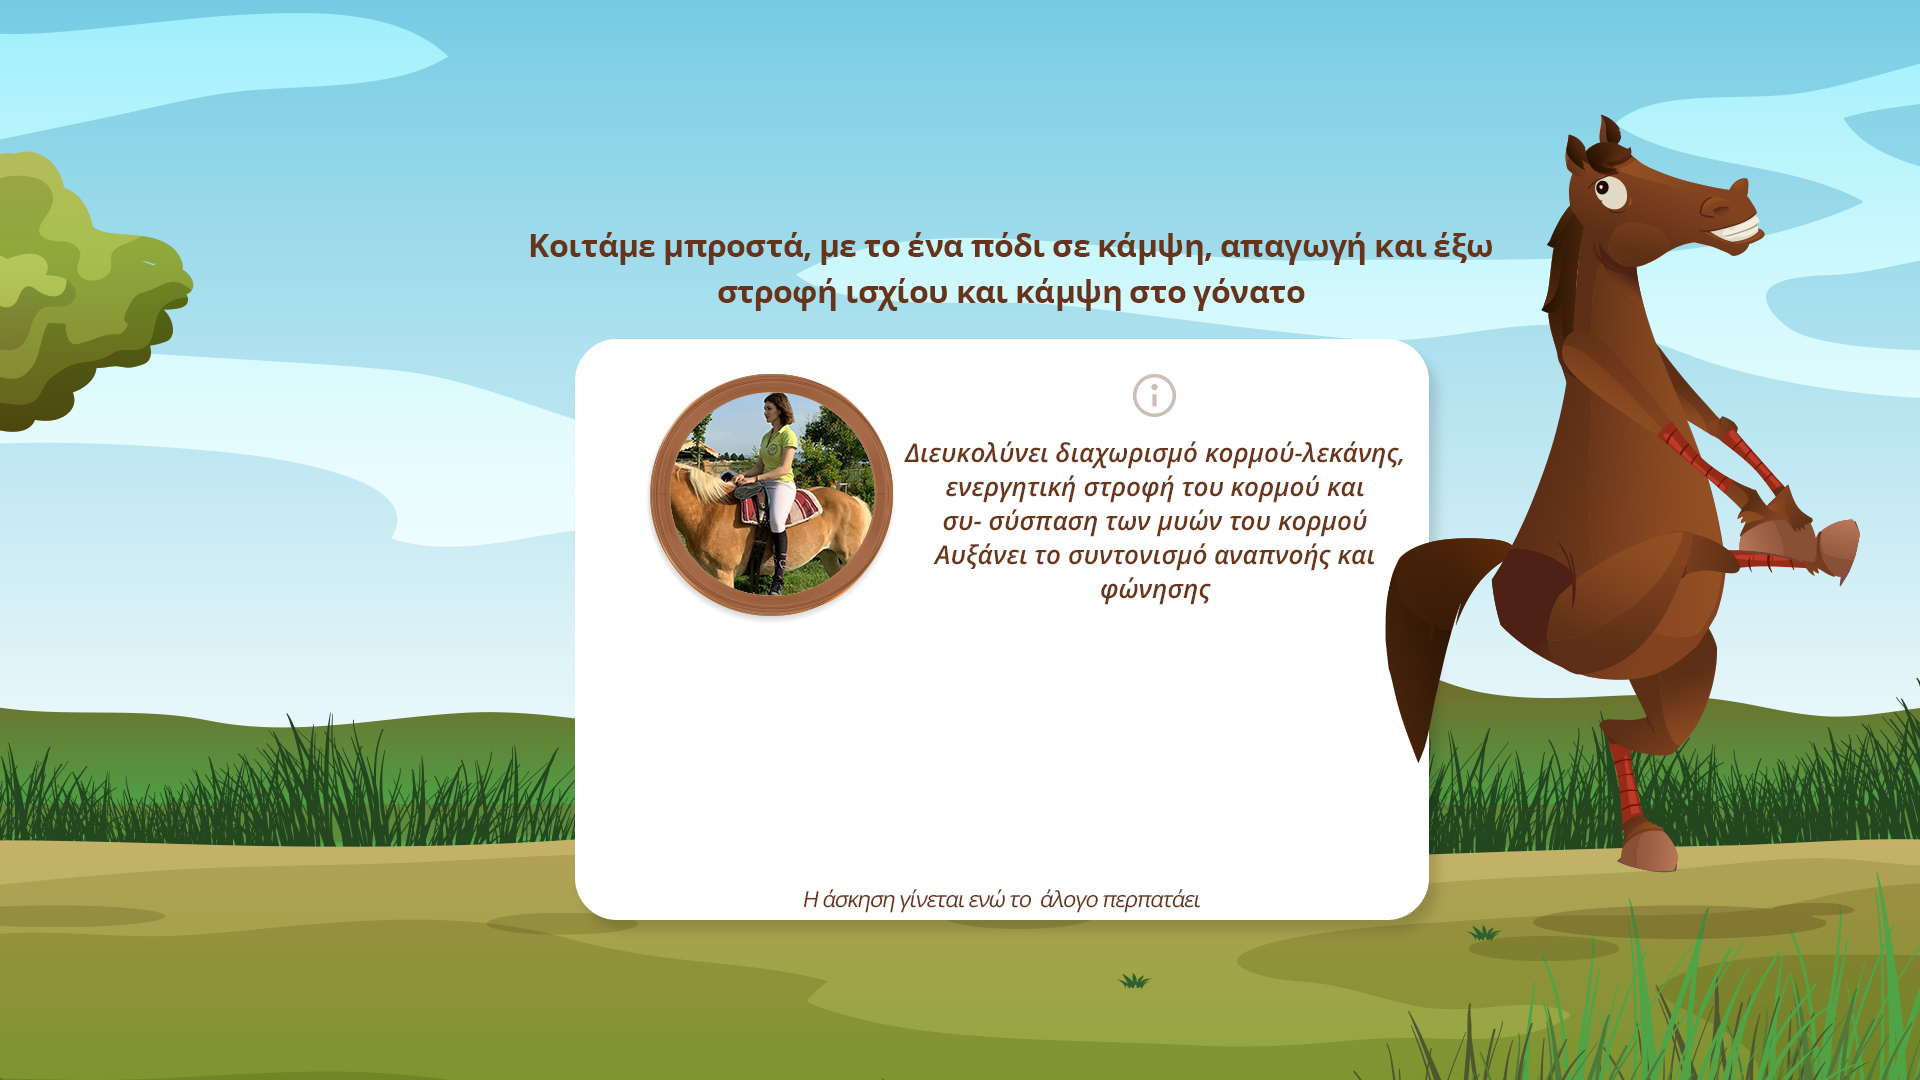 Κοιτάμε μπροστά, με το ένα πόδι σε κάμψη, απαγωγή και έξω
στροφή ισχίου και κάμψη στο γόνατο
Διευκολύνει διαχωρισμό κορμού-λεκάνης,
ενεργητική στροφή του κορμού και
συ- σύσπαση των μυών του κορμού
Αυξάνει το συντονισμό αναπνοής και
φώνησης
Η άσκηση γίνεται ενώ το άλογο περπατάει